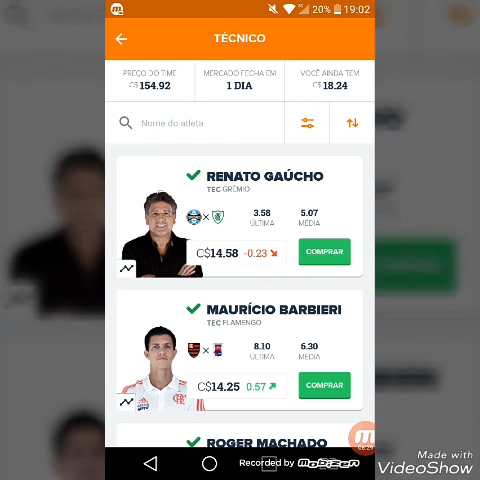 20% 19:02
TÉCNICO
PREÇO DO TIME
C$ 154.92
MERCADO FECHA EM
1 DIA
VOCÊ AINDA TEM
C$ 18.24
Nome do atleta
RENATO GAÚCHO
TEC GRÊMIO
X
3.58
ÚLTIMA
5.07
MÉDIA
C$14.58 -0.23
COMPRAR
MAURÍCIO BARBIERI
TEC FLAMENGO
X
8.10
ÚLTIMA
6.30
MÉDIA
C$14.25 0.57
COMPRAR
ROGER MACHADO
08:29
Recorded by mobizen
Made with
VideoShow